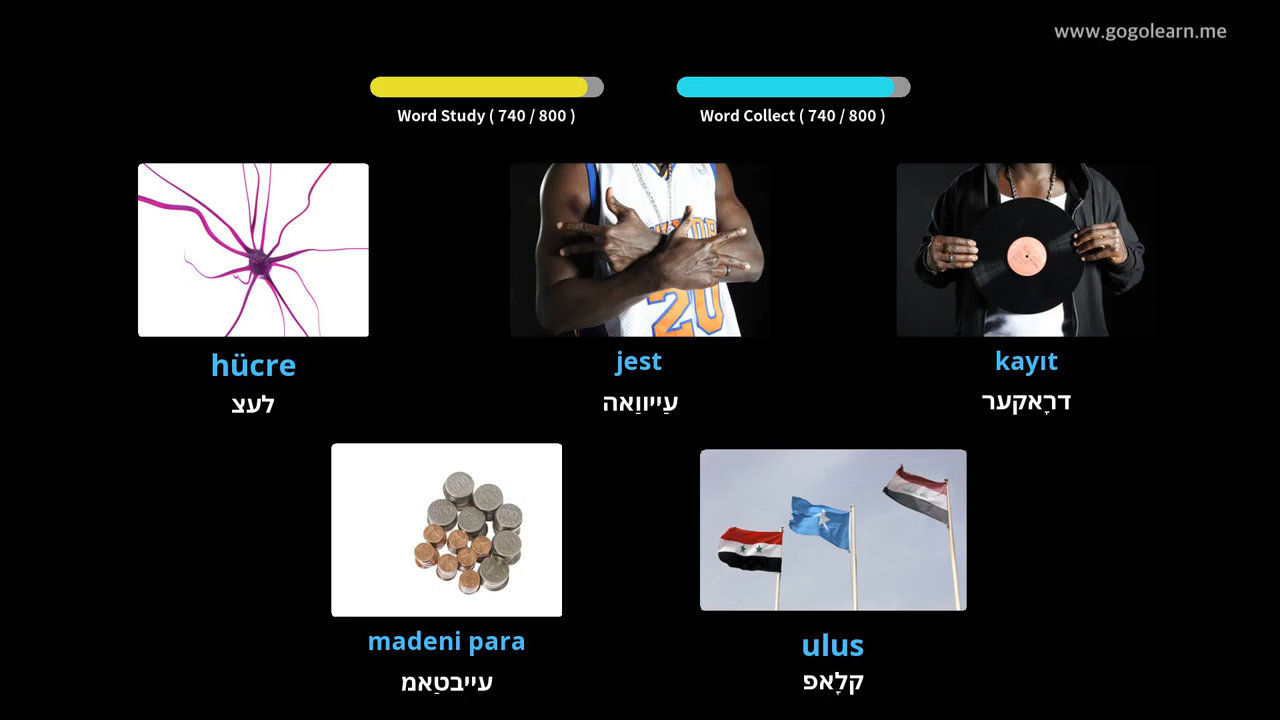 www.gogolearn.me
Word Study ( 740 / 800 )
Word Collect ( 740 / 800 )
hücre
jest
kayıt
לעצ
עַייווַאה
דרָאקער
madeni para
ulus
עייבטַאמ
קלָאפ